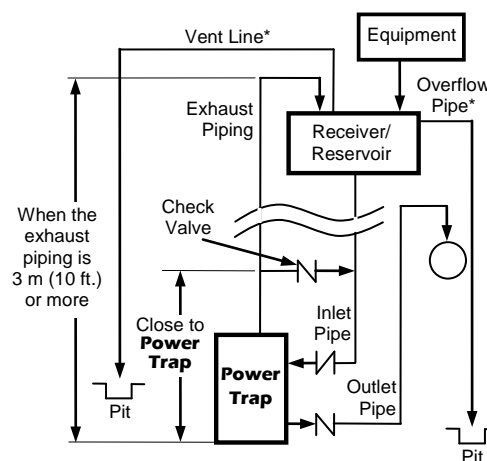 Vent Line*
Equipment
Exhaust
Piping
Overflow
Pipe*
Receiver/
Reservoir
When the
exhaust
piping is
3 m (10 ft.)
or more
Check
Valve
Close to
Power
Trap
Inlet
Pipe
Power
Trap
Outlet
Pipe
Pit
Pit